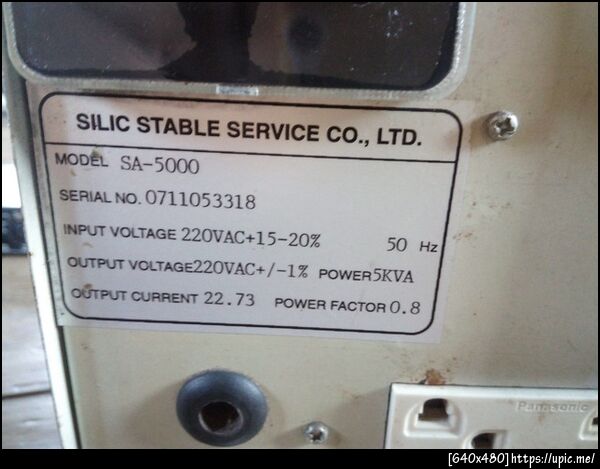 SILIC STABLE SERVICE CO., LTD.
MODEL SA-5000
SERIAL NO. 0711053318
INPUT VOLTAGE 220VAC+15-20% 50 Hz
OUTPUT VOLTAGE220VAC+/-1% POWER5KVA
OUTPUT CURRENT 22.73 POWER FACTOR 0.8
Panasonic
[640x480]https://upic.me/